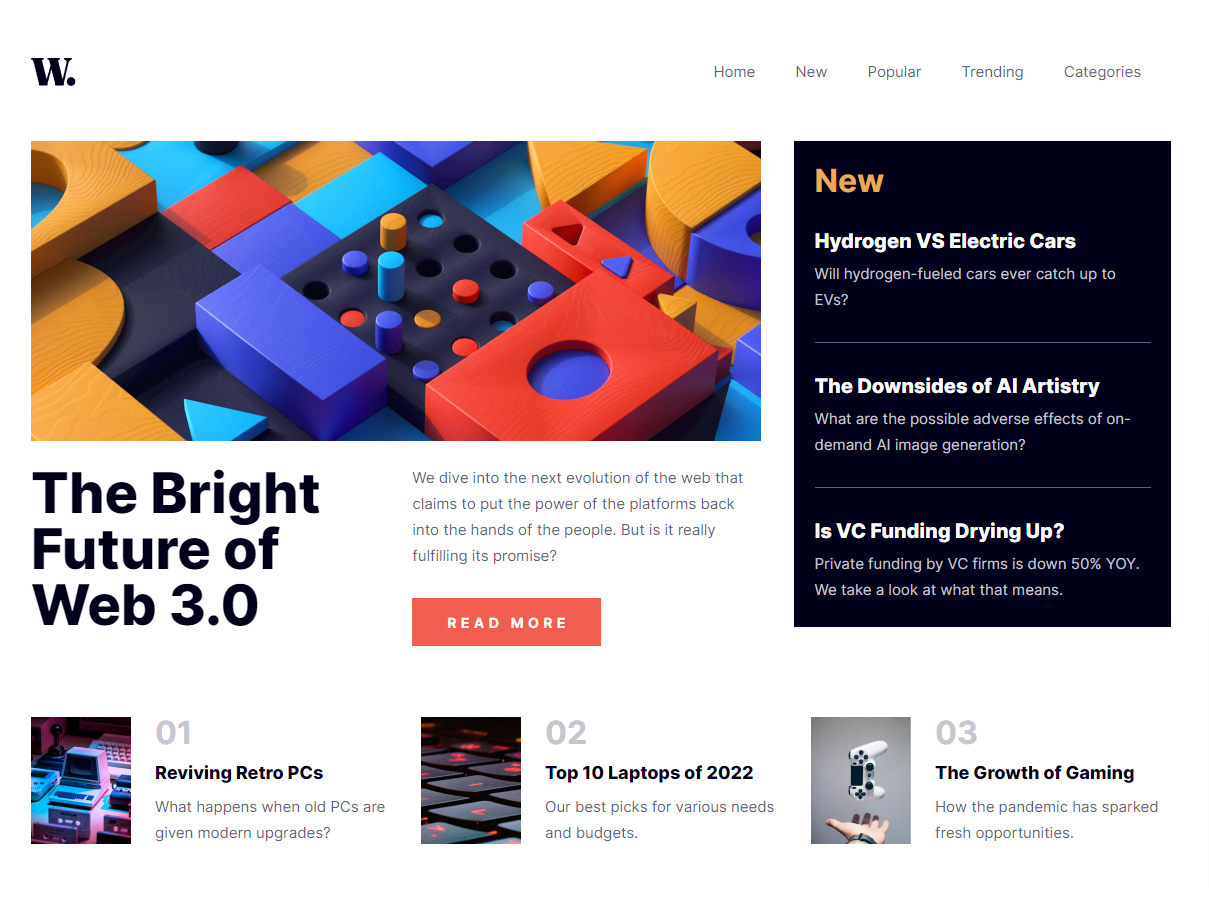 W.
Home New Popular Trending Categories
The Bright
Future of
Web 3.0
We dive into the next evolution of the web that
claims to put the power of the platforms back
into the hands of the people. But is it really
fulfilling its promise?
READ MORE
New
Hydrogen VS Electric Cars
Will hydrogen-fueled cars ever catch up to
EVs?
The Downsides of AI Artistry
What are the possible adverse effects of on-
demand AI image generation?
Is VC Funding Drying Up?
Private funding by VC firms is down 50% YOY.
We take a look at what that means.
01
Reviving Retro PCs
What happens when old PCs are
given modern upgrades?
02
Top 10 Laptops of 2022
Our best picks for various needs
and budgets.
03
The Growth of Gaming
How the pandemic has sparked
fresh opportunities.